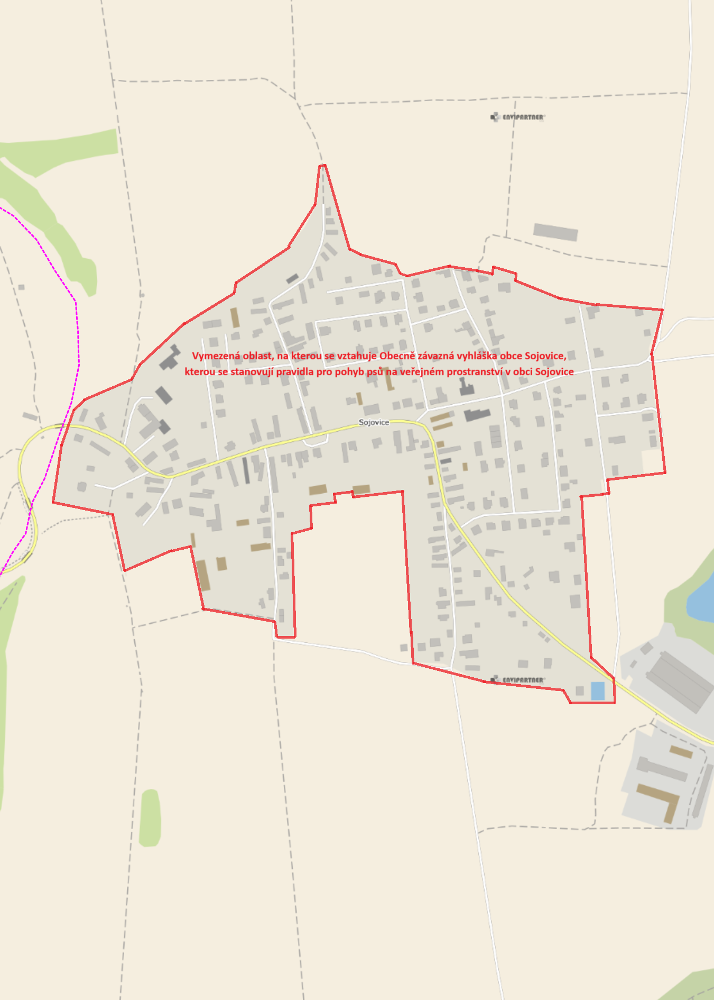 ENVIPARTNER
Vymezená oblast, na kterou se vztahuje Obecně závazná vyhláška obce Sojovice,
kterou se stanovují pravidla pro pohyb psů na veřejném prostranství v obci Sojovice
Sojovice
ENVIPARTNER